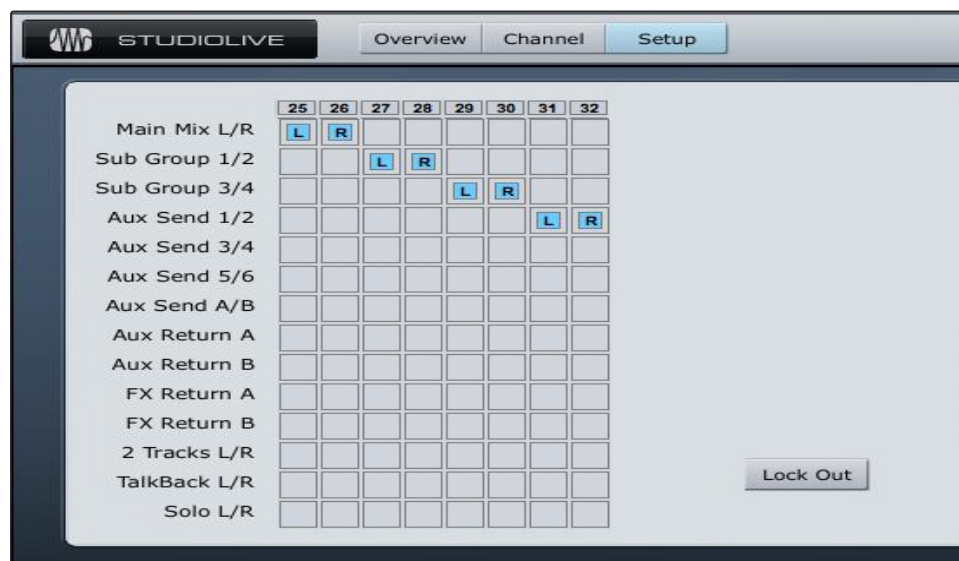 STUDIOLIVE Overview Channel Setup
25 26 27 28 29 30 31 32
Main Mix L/R L R
Sub Group 1/2 L R
Sub Group 3/4 L R
Aux Send 1/2 L R
Aux Send 3/4
Aux Send 5/6
Aux Send A/B
Aux Return A
Aux Return B
FX Return A
FX Return B
2 Tracks L/R
TalkBack L/R
Lock Out
Solo L/R